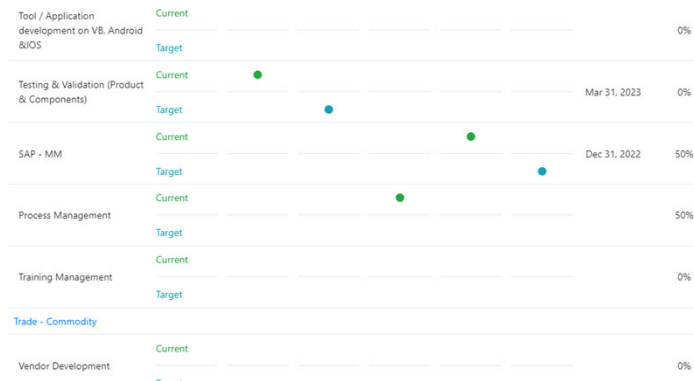 Tool / Application
development on VB, Android
&IOS
Current
Target
0%
Testing & Validation (Product
& Components)
Current
Target
Mar 31, 2023
0%
SAP - MM
Current
Target
Dec 31, 2022
50%
Process Management
Current
Target
50%
Training Management
Current
Target
0%
Trade - Commodity
Vendor Development
Current
0%